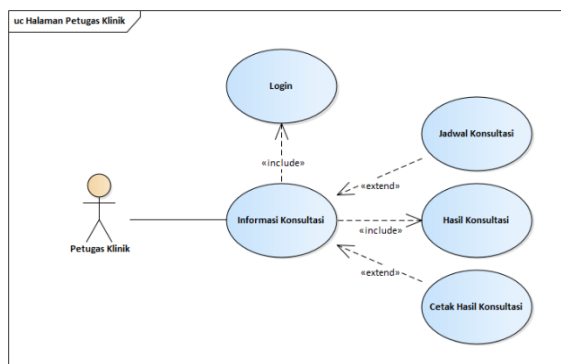 uc Halaman Petugas Klinik
Login
Jadwal Konsultasi
«include»
«extend»
Informasi Konsultasi
Hasil Konsultasi
«include»
Petugas Klinik
«extend»
Cetak Hasil Konsultasi